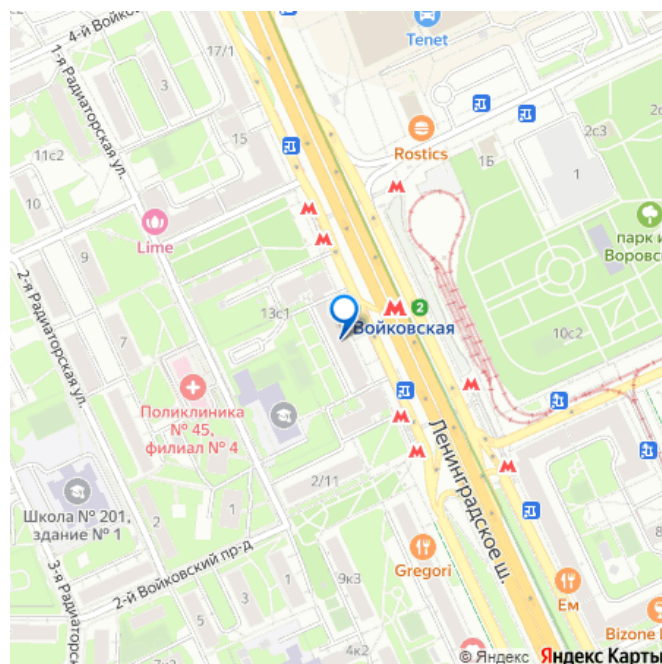 4-й Войков
17/1
Tenet
1-я Радиаторская ул.
3
15
Rostics
2с3
1Б
1
11с2
10
Lime
9
парк и
Воровс
2-я Радиаторская ул.
13с1
2
Войковская
10с2
7
Поликлиника
№ 45,
филиал № 4
Ленинградское ш.
2/11
Школа № 201,
здание № 1
2
1
2-й Войковский пр-д
Gregori
3
1
9к3
Ем
8
3-я Радиаторская
5
4к2
3
Bizone
© Яндекс Яндекс Карты